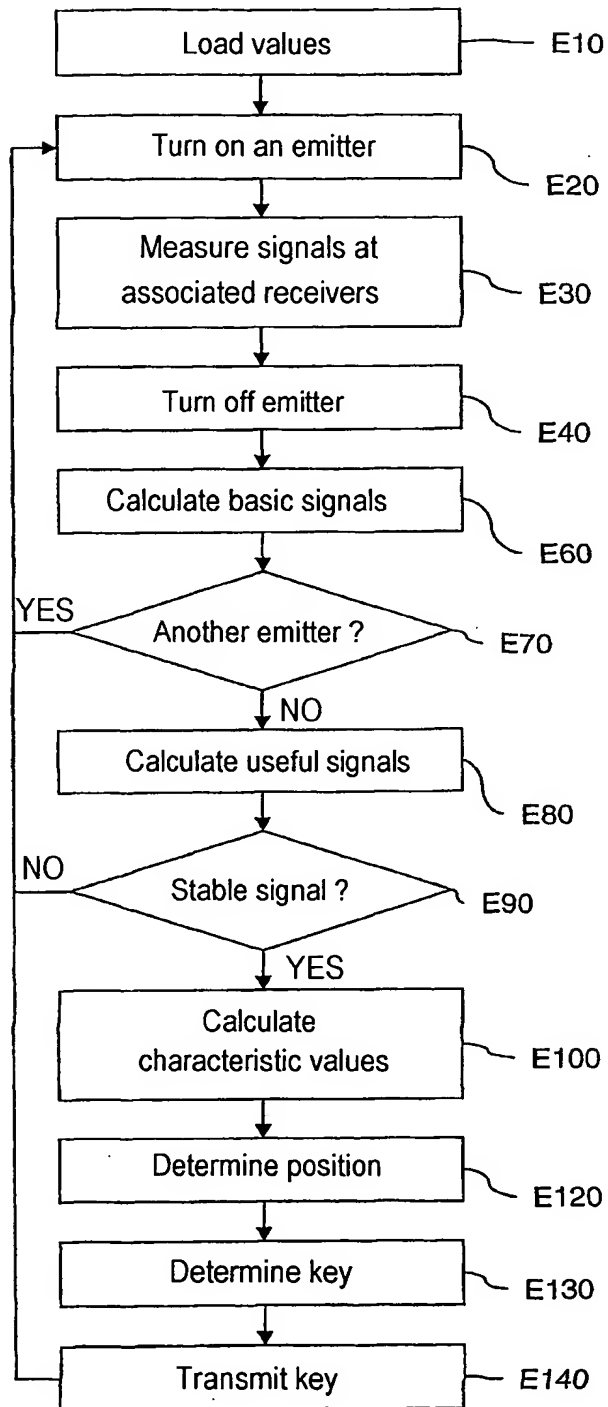 Load values
E10
Turn on an emitter
E20
Measure signals at
associated receivers
E30
Turn off emitter
E40
Calculate basic signals
E60
YES
Another emitter ?
E70
NO
Calculate useful signals
E80
NO
Stable signal ?
E90
YES
Calculate
characteristic values
E100
Determine position
E120
Determine key
E130
Transmit key
E140